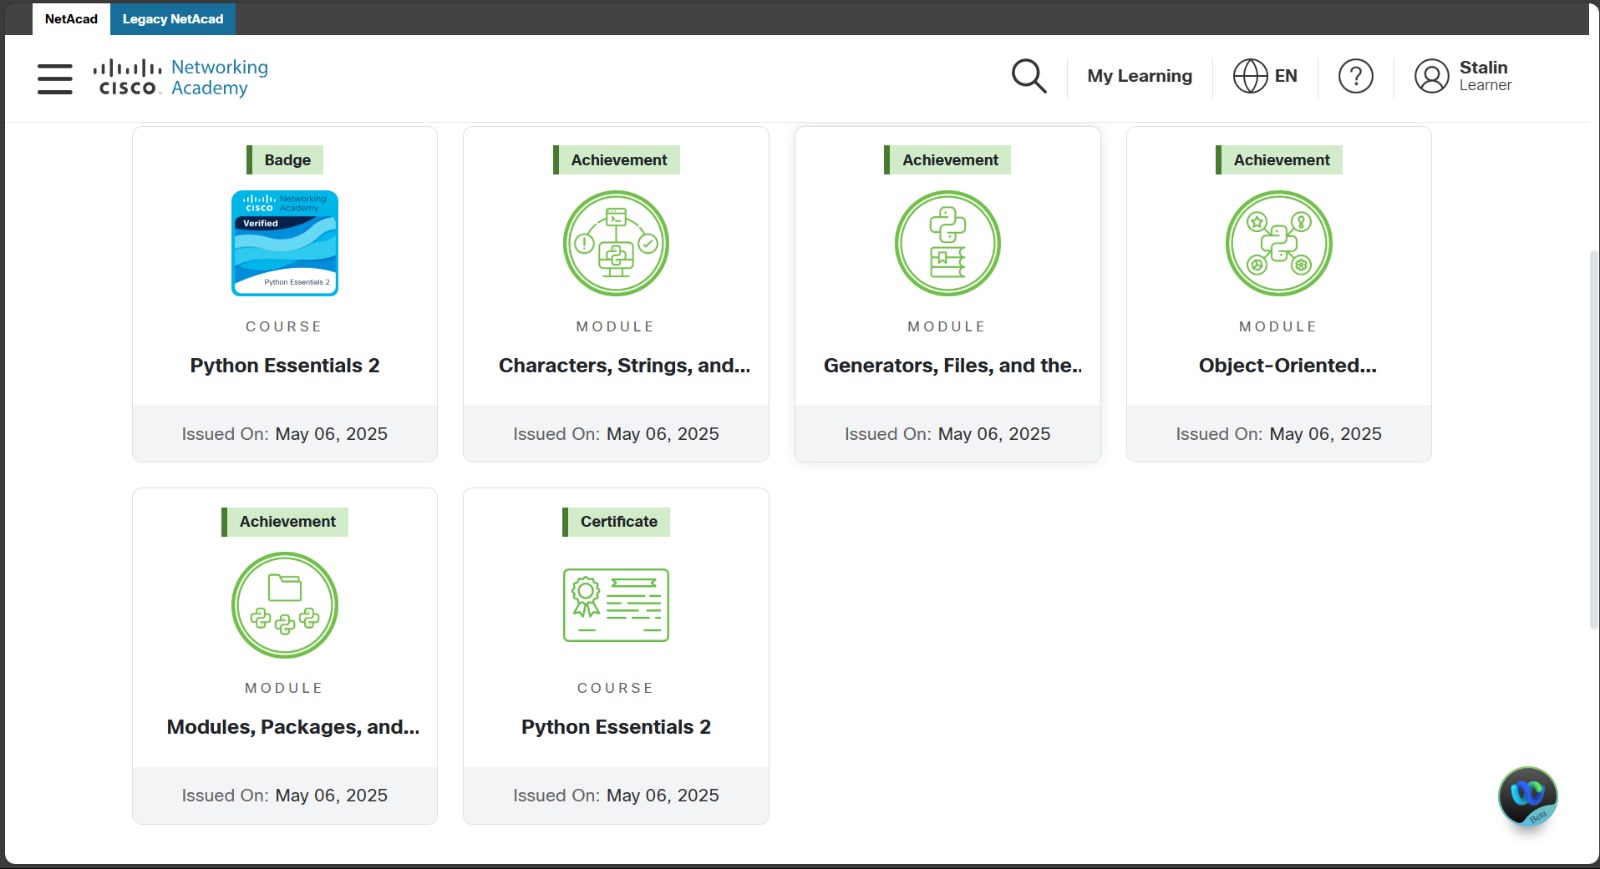 NetAcad
Legacy NetAcad
CISCO
Networking
Academy
My Learning
EN
?
Stalin
Learner
Badge
CISCO
Networking
Academy
Verified
Python Essentials 2
COURSE
Python Essentials 2
Issued On: May 06, 2025
Achievement
MODULE
Characters, Strings, and...
Issued On: May 06, 2025
Achievement
MODULE
Generators, Files, and the..
Issued On: May 06, 2025
Achievement
MODULE
Object-Oriented...
Issued On: May 06, 2025
Achievement
MODULE
Modules, Packages, and...
Issued On: May 06, 2025
Certificate
COURSE
Python Essentials 2
Issued On: May 06, 2025
Beta